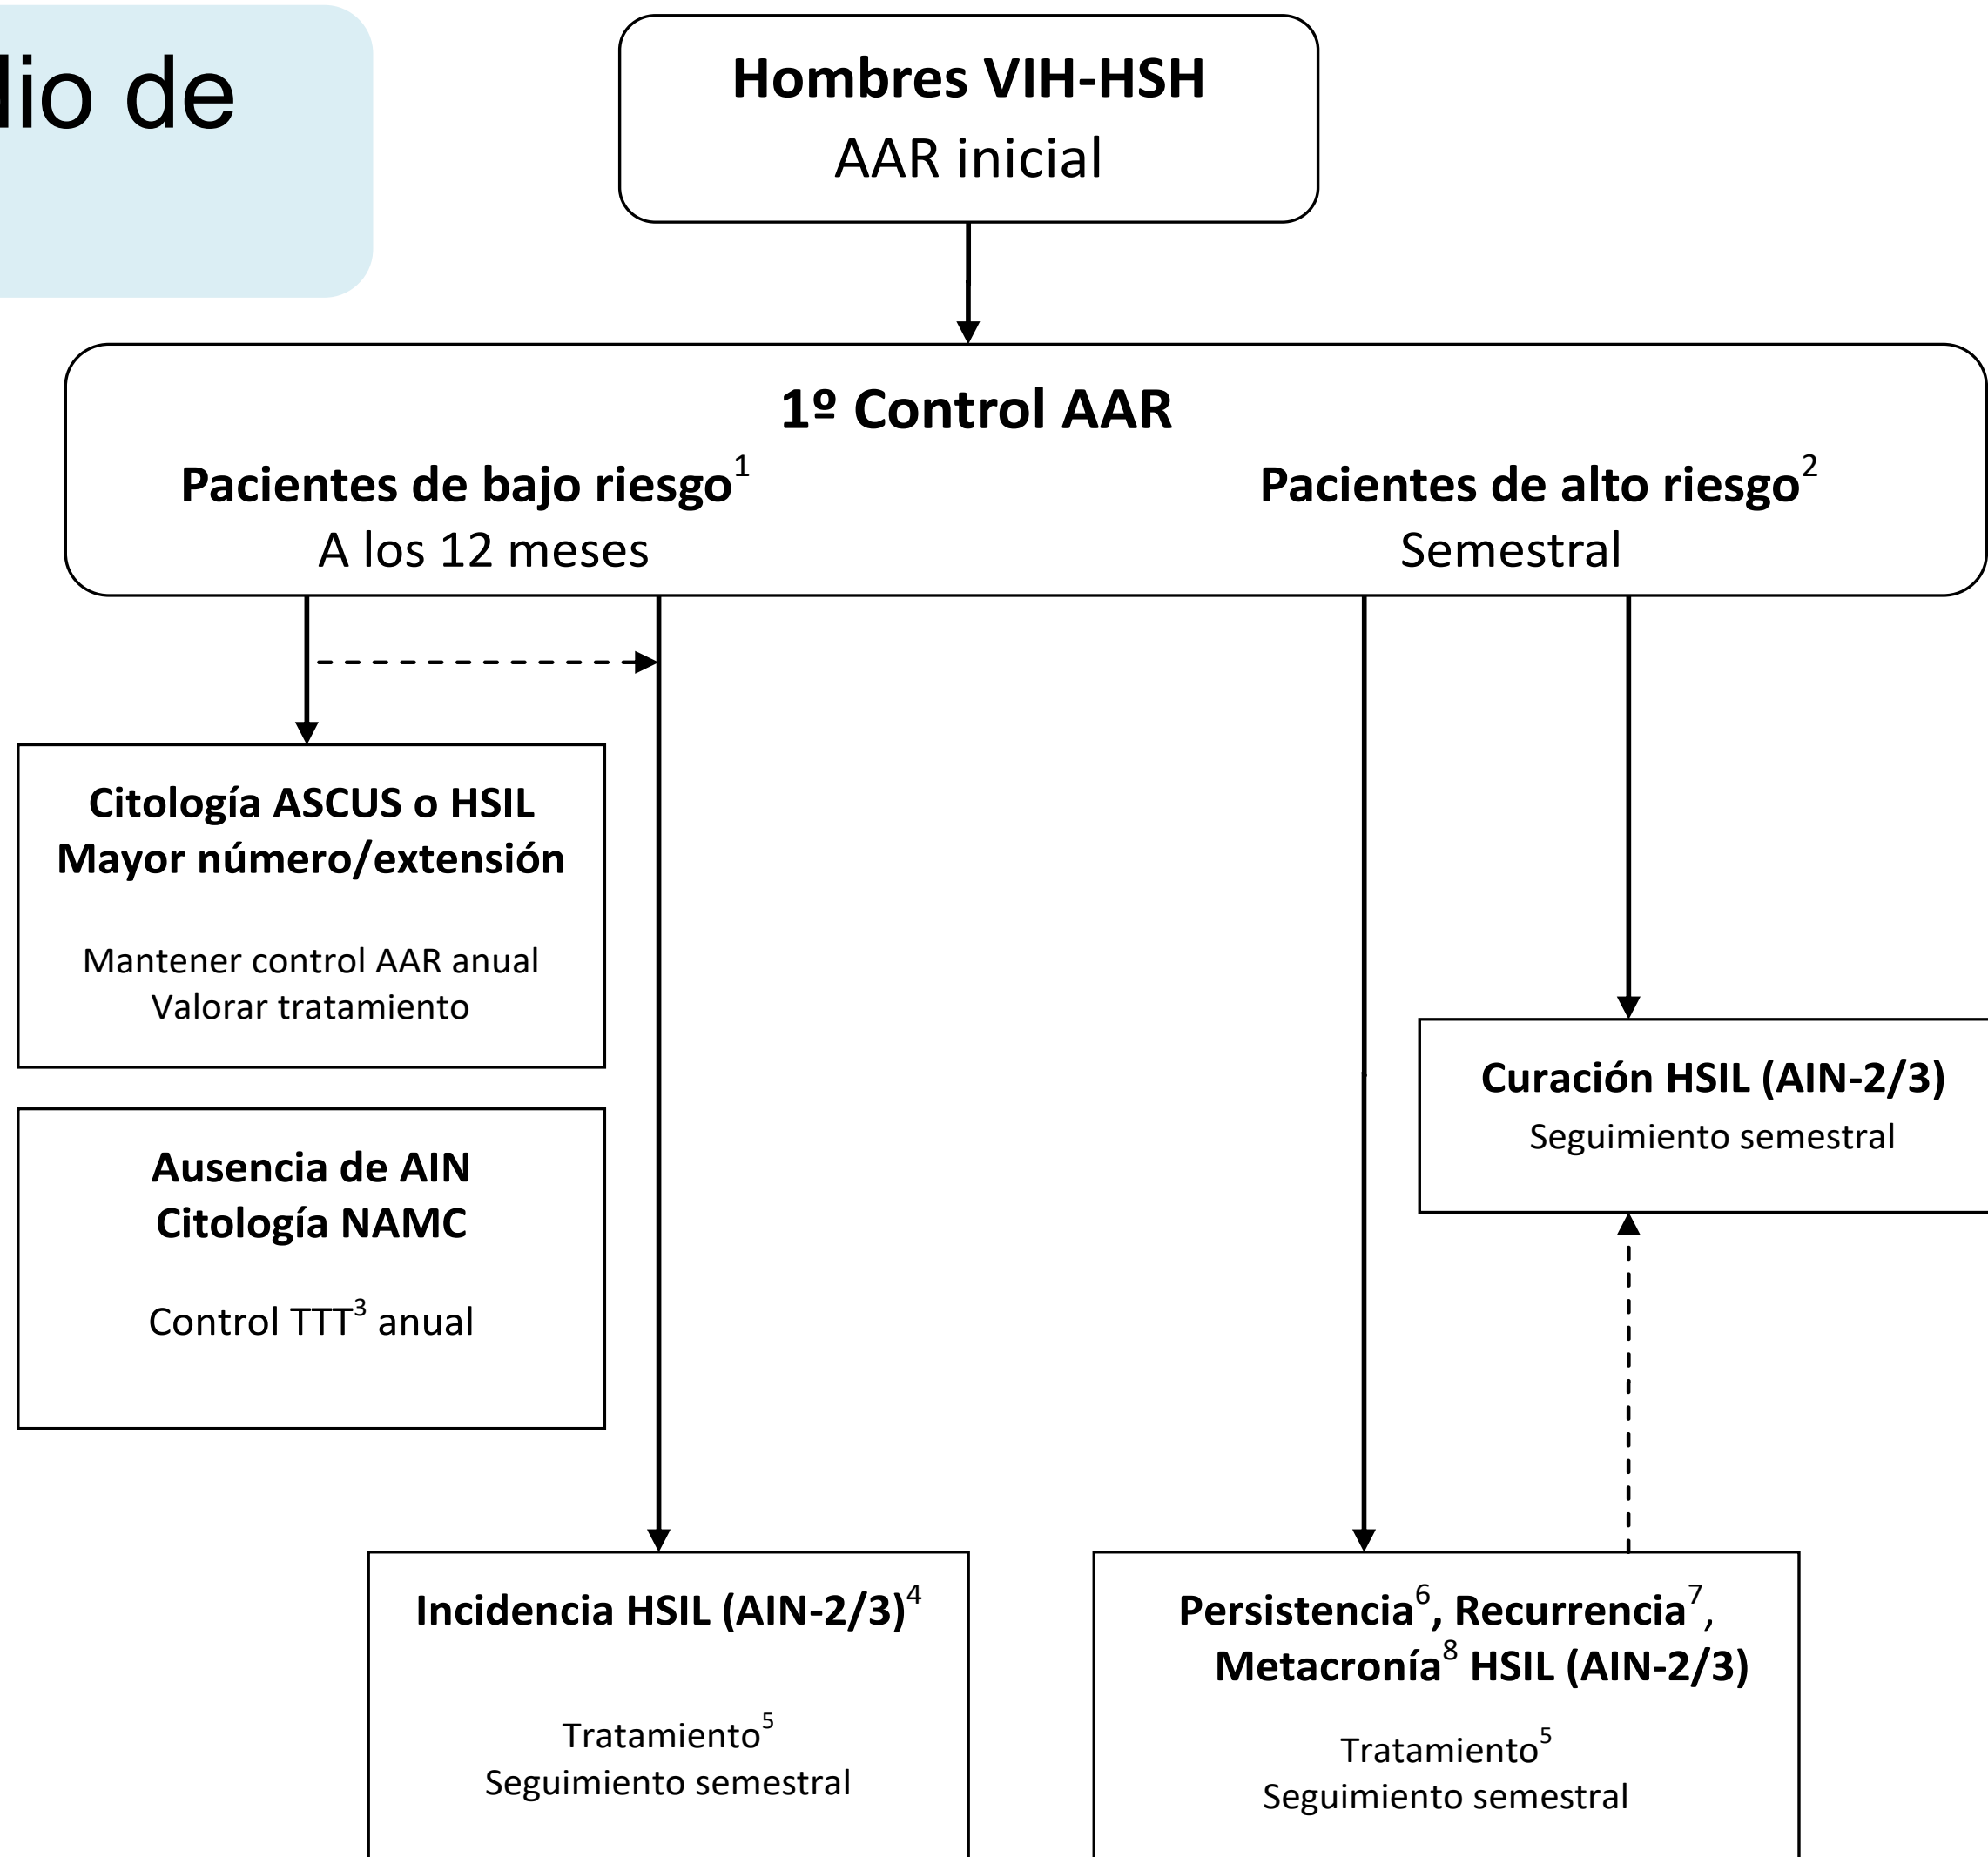 de
Hombres VIH-HSH
AAR inicial
1º Control AAR
Pacientes de bajo riesgo1
A los 12 meses
Pacientes de alto riesgo2
Semestral
Citología ASCUS o HSIL
Mayor número/extensión
Mantener control AAR anual
Valorar tratamiento
Ausencia de AIN
Citología NAMC
Control TTT3 anual
Curación HSIL (AIN-2/3)
Seguimiento semestral
Incidencia HSIL (AIN-2/3)4
Tratamiento5
Seguimiento semestral
Persistencia6, Recurrencia7,
Metacronía8 HSIL (AIN-2/3)
Tratamiento5
Seguimiento semestral